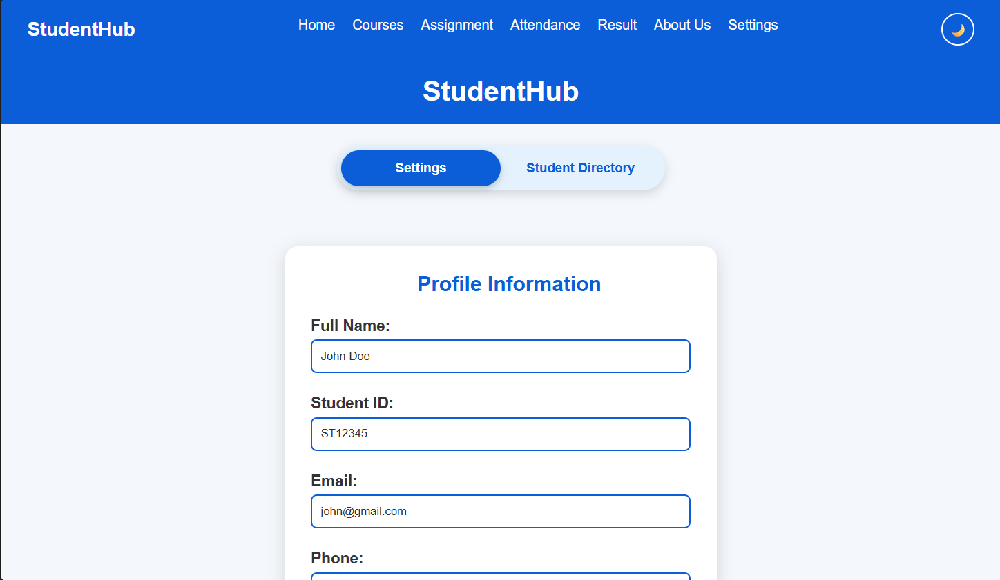 StudentHub
Home Courses Assignment Attendance Result About Us Settings
StudentHub
Settings
Student Directory
Profile Information
Full Name:
John Doe
Student ID:
ST12345
Email:
john@gmail.com
Phone: